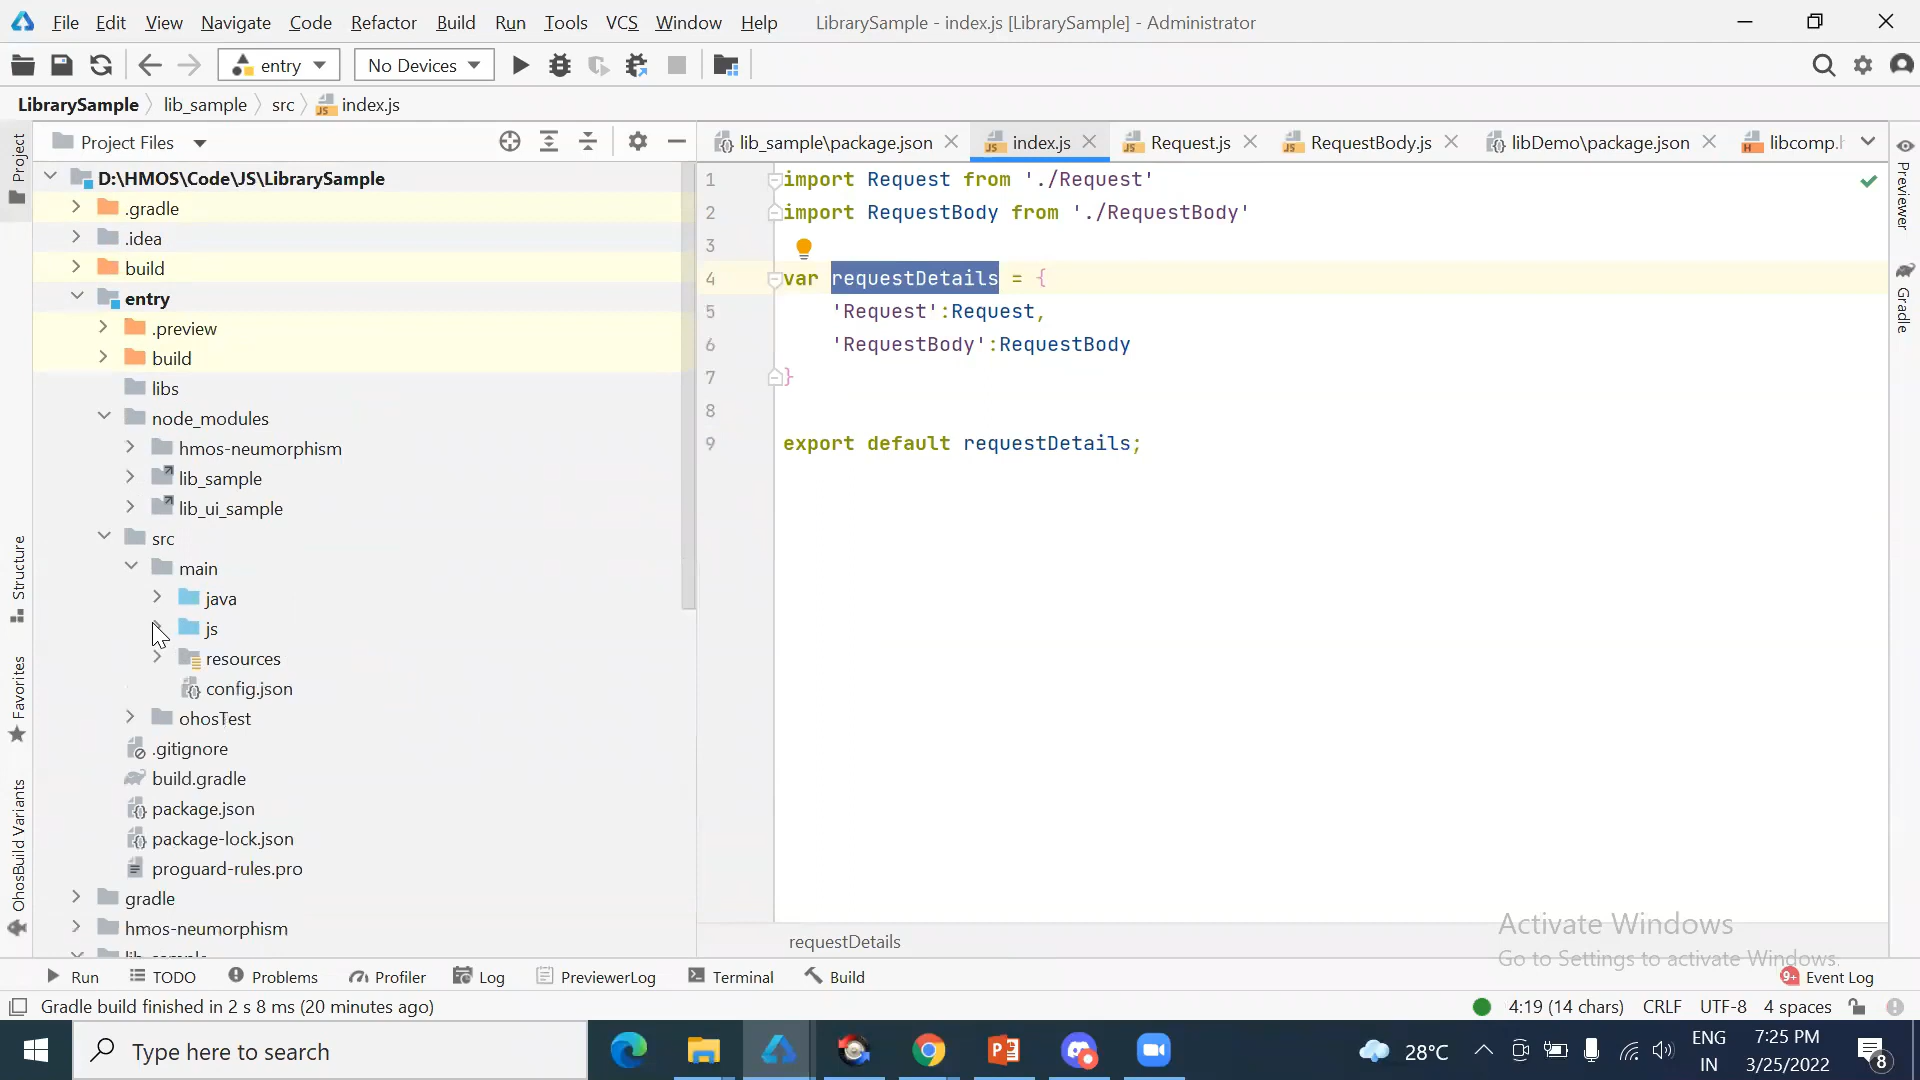 File Edit View Navigate Code Refactor Build Run Tools VCS Window Help LibrarySample - index.js [LibrarySample] - Administrator
entry No Devices
LibrarySample lib_sample src index.js
Project Files
lib_sample\package.json index.js Request.js RequestBody.js libDemo\package.json libcomp.
Project
Structure
Favorites
OhosBuild Variants
D:\HMOS\Code\JS\LibrarySample
.gradle
.idea
build
entry
.preview
build
libs
node_modules
hmos-neumorphism
lib_sample
lib_ui_sample
src
main
java
js
resources
config.json
ohosTest
.gitignore
build.gradle
package.json
package-lock.json
proguard-rules.pro
gradle
hmos-neumorphism
1 import Request from './Request'
2 import RequestBody from './RequestBody'
3
4 var requestDetails = {
5 'Request':Request,
6 'RequestBody':RequestBody
7 }
8
9 export default requestDetails;
requestDetails
Previewer
Gradle
Activate Windows
Go to Settings to activate Windows.
Run TODO Problems Profiler Log PreviewerLog Terminal Build 9+ Event Log
Gradle build finished in 2 s 8 ms (20 minutes ago) 4:19 (14 chars) CRLF UTF-8 4 spaces
Type here to search
28°C
ENG
IN
7:25 PM
3/25/2022
8